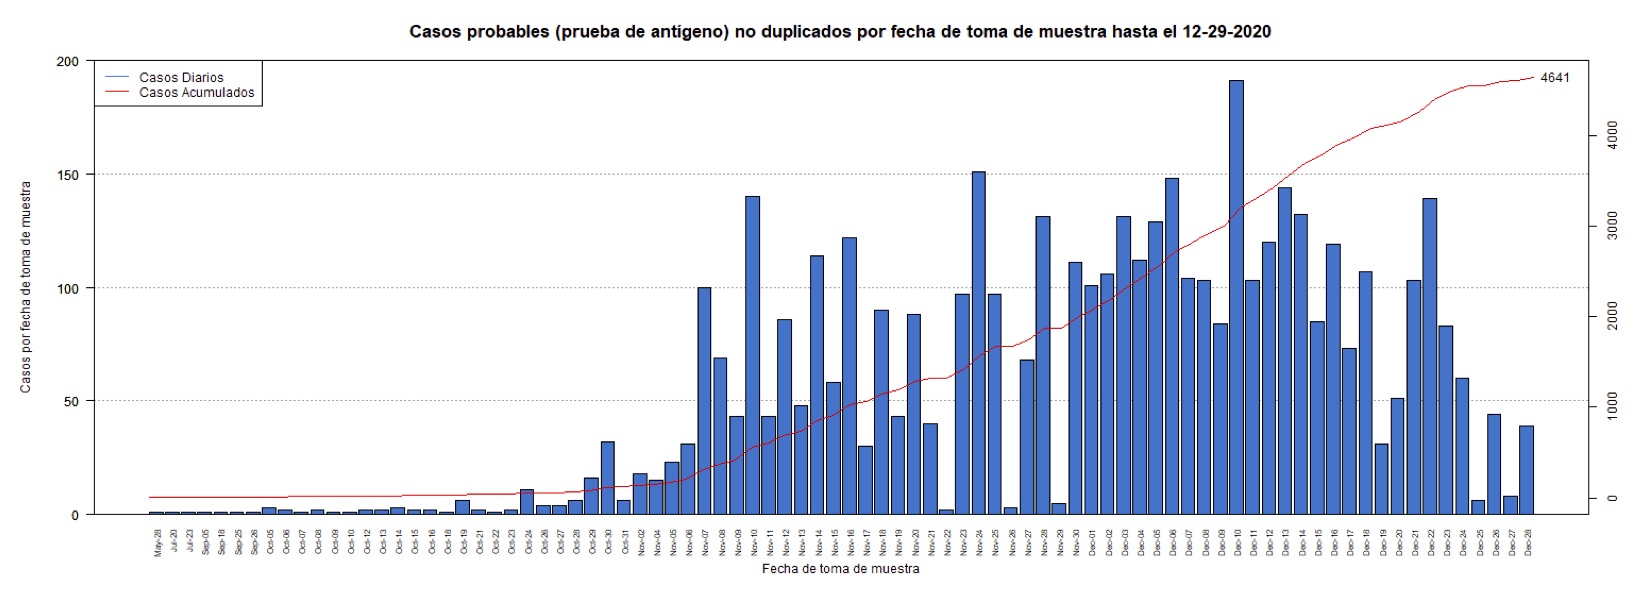 Casos probables (prueba de antígeno) no duplicados por fecha de toma de muestra hasta el 12-29-2020
Casos Diarios
Casos Acumulados
4641
Casos por fecha de toma de muestra
200
150
100
50
0
4000
3000
2000
1000
0
May-28 Jul-20 Jul-23 Sep-05 Sep-18 Sep-25 Sep-26 Oct-05 Oct-06 Oct-07 Oct-08 Oct-09 Oct-10 Oct-12 Oct-13 Oct-14 Oct-15 Oct-16 Oct-18 Oct-19 Oct-21 Oct-22 Oct-23 Oct-24 Oct-26 Oct-27 Oct-28 Oct-29 Oct-30 Oct-31 Nov-02 Nov-04 Nov-05 Nov-06 Nov-07 Nov-08 Nov-09 Nov-10 Nov-11 Nov-12 Nov-13 Nov-14 Nov-15 Nov-16 Nov-17 Nov-18 Nov-19 Nov-20 Nov-21 Nov-22 Nov-23 Nov-24 Nov-25 Nov-26 Nov-27 Nov-28 Nov-29 Nov-30 Dec-01 Dec-02 Dec-03 Dec-04 Dec-05 Dec-06 Dec-07 Dec-08 Dec-09 Dec-10 Dec-11 Dec-12 Dec-13 Dec-14 Dec-15 Dec-16 Dec-17 Dec-18 Dec-19 Dec-20 Dec-21 Dec-22 Dec-23 Dec-24 Dec-25 Dec-26 Dec-27 Dec-28
Fecha de toma de muestra